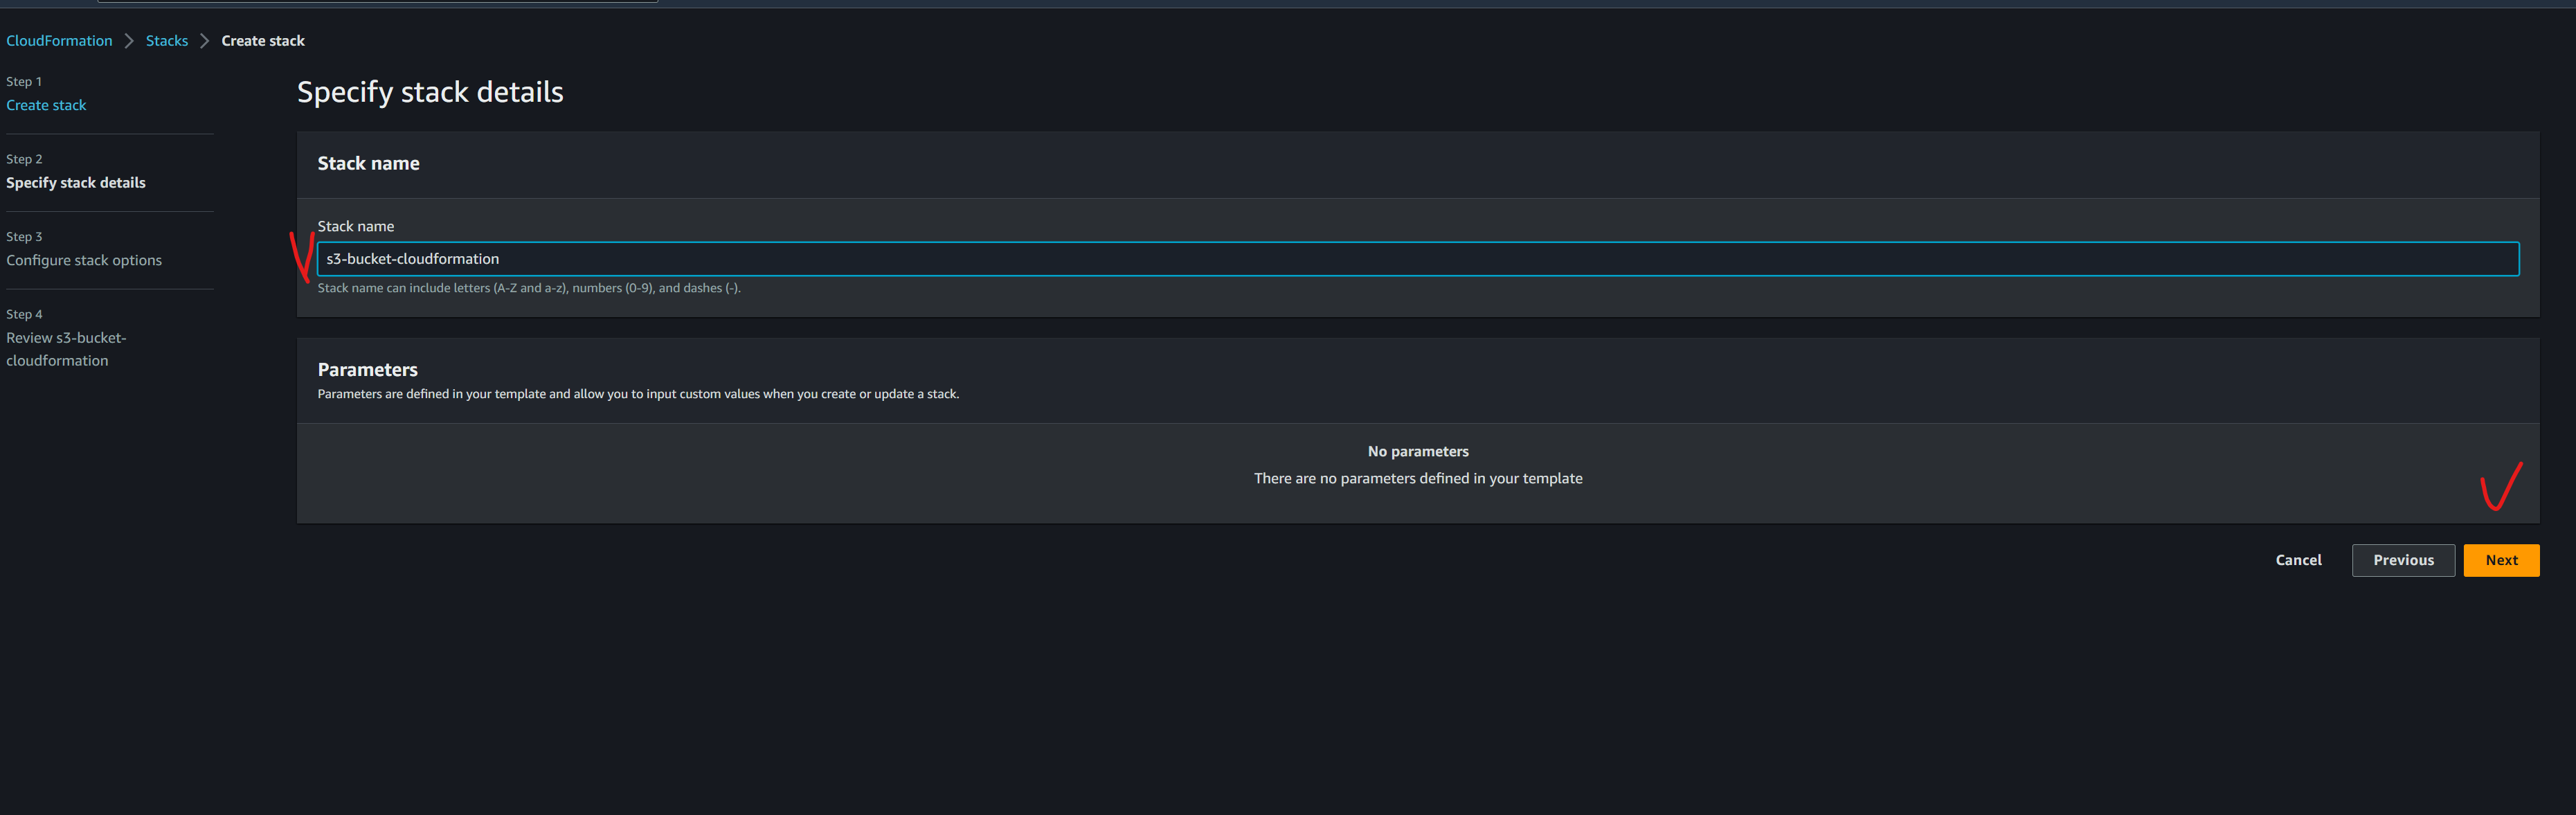 CloudFormation > Stacks > Create stack
Step 1
Create stack
Step 2
Specify stack details
Step 3
Configure stack options
Step 4
Review s3-bucket-
cloudformation
Specify stack details
Stack name
Stack name
s3-bucket-cloudformation
Stack name can include letters (A-Z and a-z), numbers (0-9), and dashes (-).
Parameters
Parameters are defined in your template and allow you to input custom values when you create or update a stack.
No parameters
There are no parameters defined in your template
Cancel Previous Next